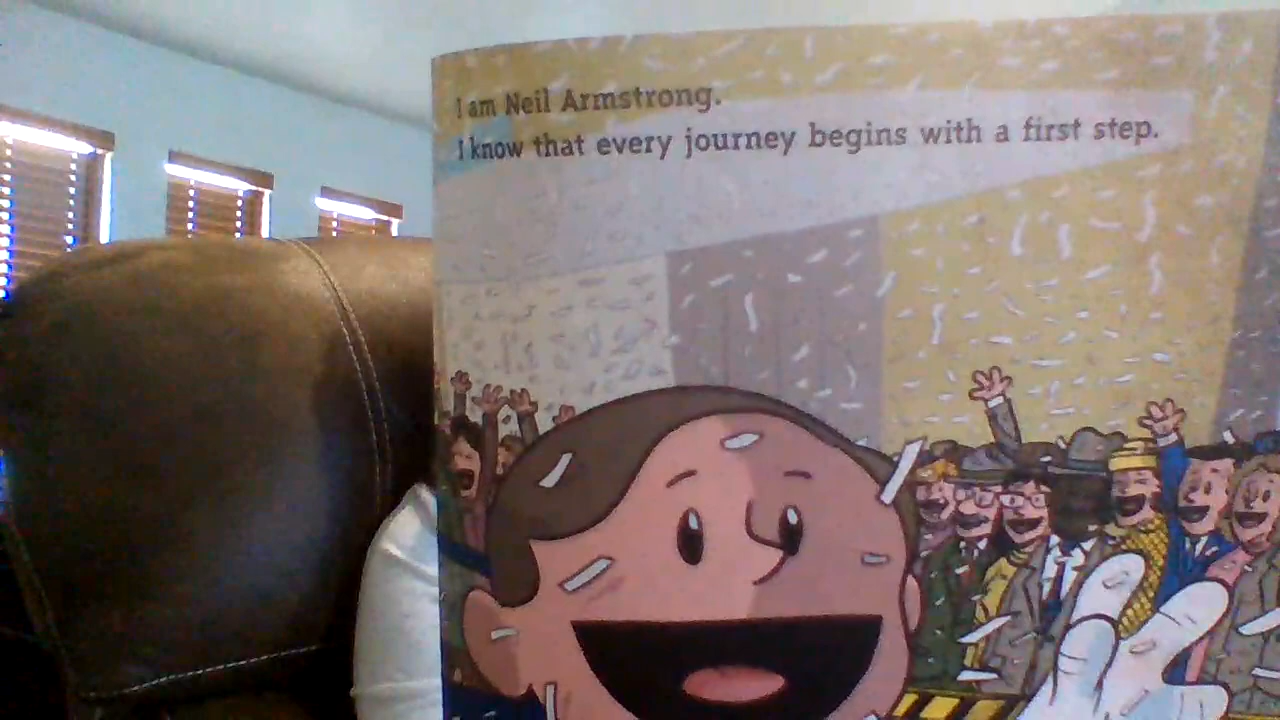 I am Neil Armstrong.
I know that every journey begins with a first step.